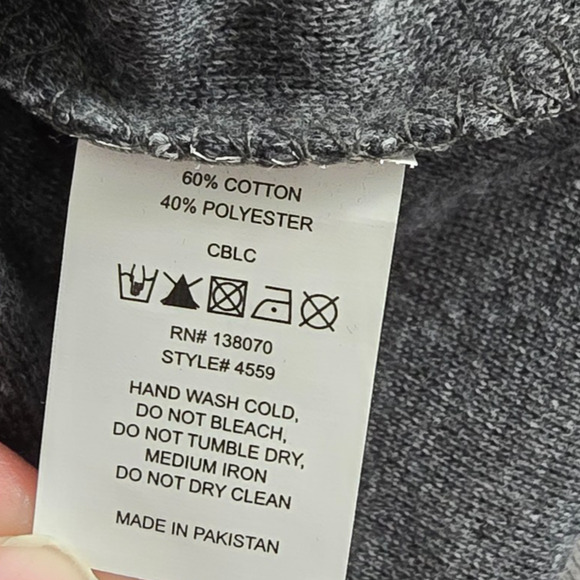 60% COTTON
40% POLYESTER
CBLC
RN# 138070
STYLE# 4559
HAND WASH COLD,
DO NOT BLEACH,
DO NOT TUMBLE DRY,
MEDIUM IRON
DO NOT DRY CLEAN
MADE IN PAKISTAN